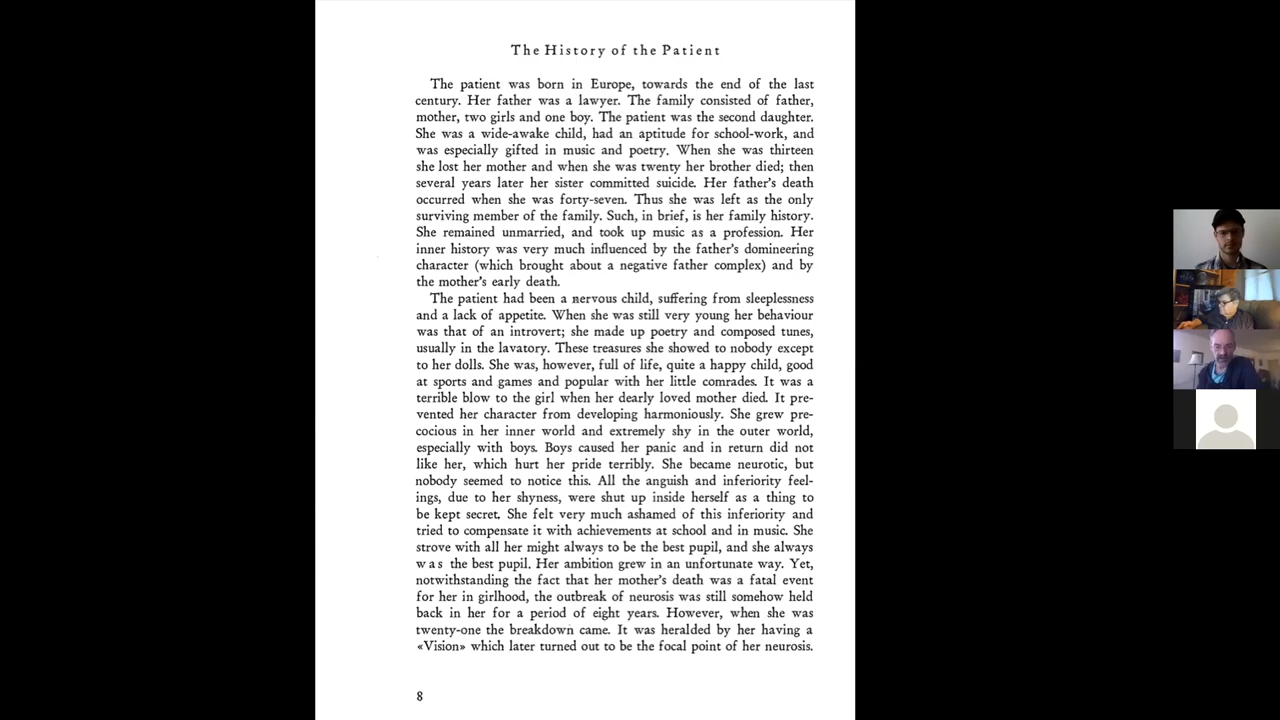 The History of the Patient
The patient was born in Europe, towards the end of the last
century. Her father was a lawyer. The family consisted of father,
mother, two girls and one boy. The patient was the second daughter.
She was a wide-awake child, had an aptitude for school-work, and
was especially gifted in music and poetry. When she was thirteen
she lost her mother and when she was twenty her brother died; then
several years later her sister committed suicide. Her father's death
occurred when she was forty-seven. Thus she was left as the only
surviving member of the family. Such, in brief, is her family history.
She remained unmarried, and took up music as a profession. Her
inner history was very much influenced by the father's domineering
character (which brought about a negative father complex) and by
the mother's early death.
The patient had been a nervous child, suffering from sleeplessness
and a lack of appetite. When she was still very young her behaviour
was that of an introvert; she made up poetry and composed tunes,
usually in the lavatory. These treasures she showed to nobody except
to her dolls. She was, however, full of life, quite a happy child, good
at sports and games and popular with her little comrades. It was a
terrible blow to the girl when her dearly loved mother died. It pre-
vented her character from developing harmoniously. She grew pre-
cocious in her inner world and extremely shy in the outer world,
especially with boys. Boys caused her panic and in return did not
like her, which hurt her pride terribly. She became neurotic, but
nobody seemed to notice this. All the anguish and inferiority feel-
ings, due to her shyness, were shut up inside herself as a thing to
be kept secret. She felt very much ashamed of this inferiority and
tried to compensate it with achievements at school and in music. She
strove with all her might always to be the best pupil, and she always
was the best pupil. Her ambition grew in an unfortunate way. Yet,
notwithstanding the fact that her mother's death was a fatal event
for her in girlhood, the outbreak of neurosis was still somehow held
back in her for a period of eight years. However, when she was
twenty-one the breakdown came. It was heralded by her having a
«Vision» which later turned out to be the focal point of her neurosis.
8